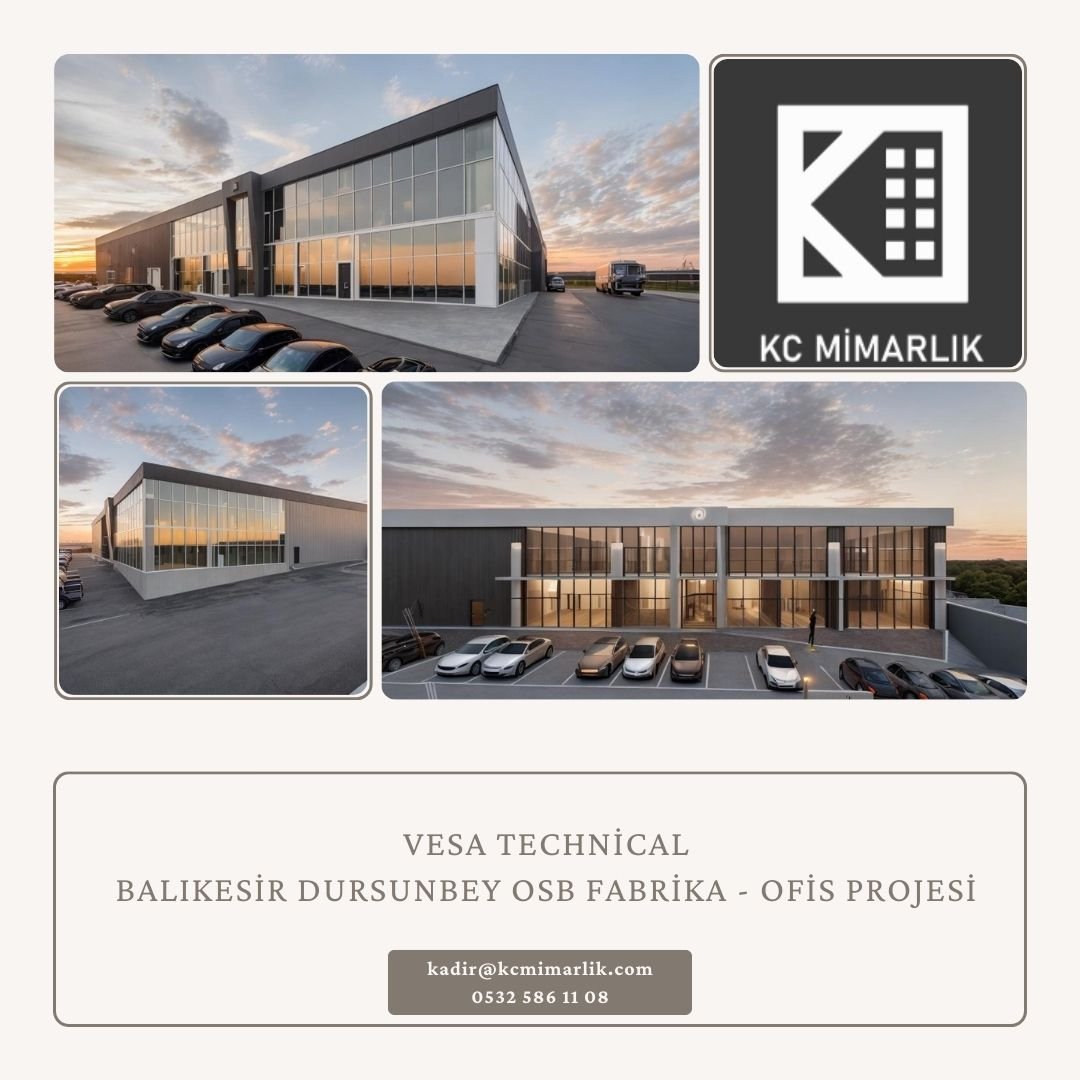 KC MİMARLIK
VESA TECHNİCAL
BALIKESİR DURSUNBEY OSB FABRİKA - OFİS PROJESİ
kadir@kcmimarlik.com
0532 586 11 08